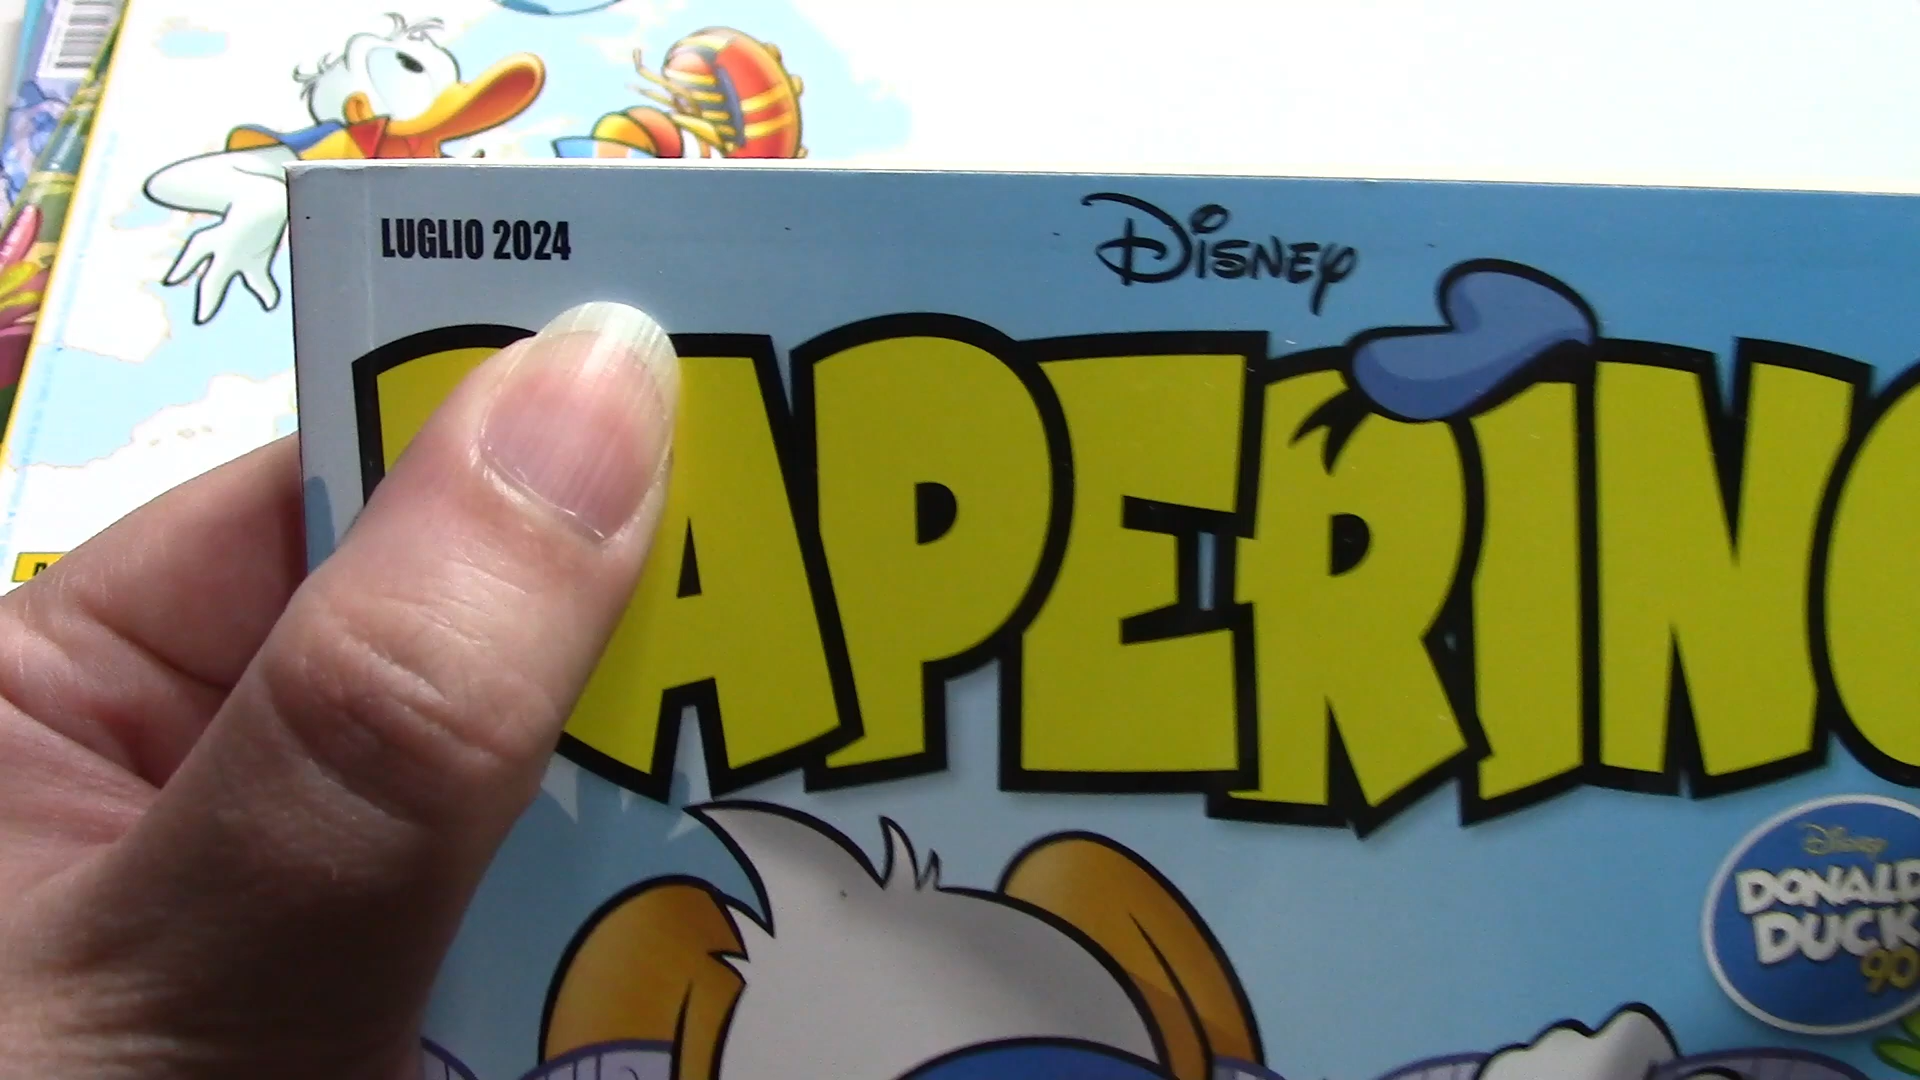 LUGLIO 2024
Disney
PAPERINO
Disney
DONALD
DUCK
90